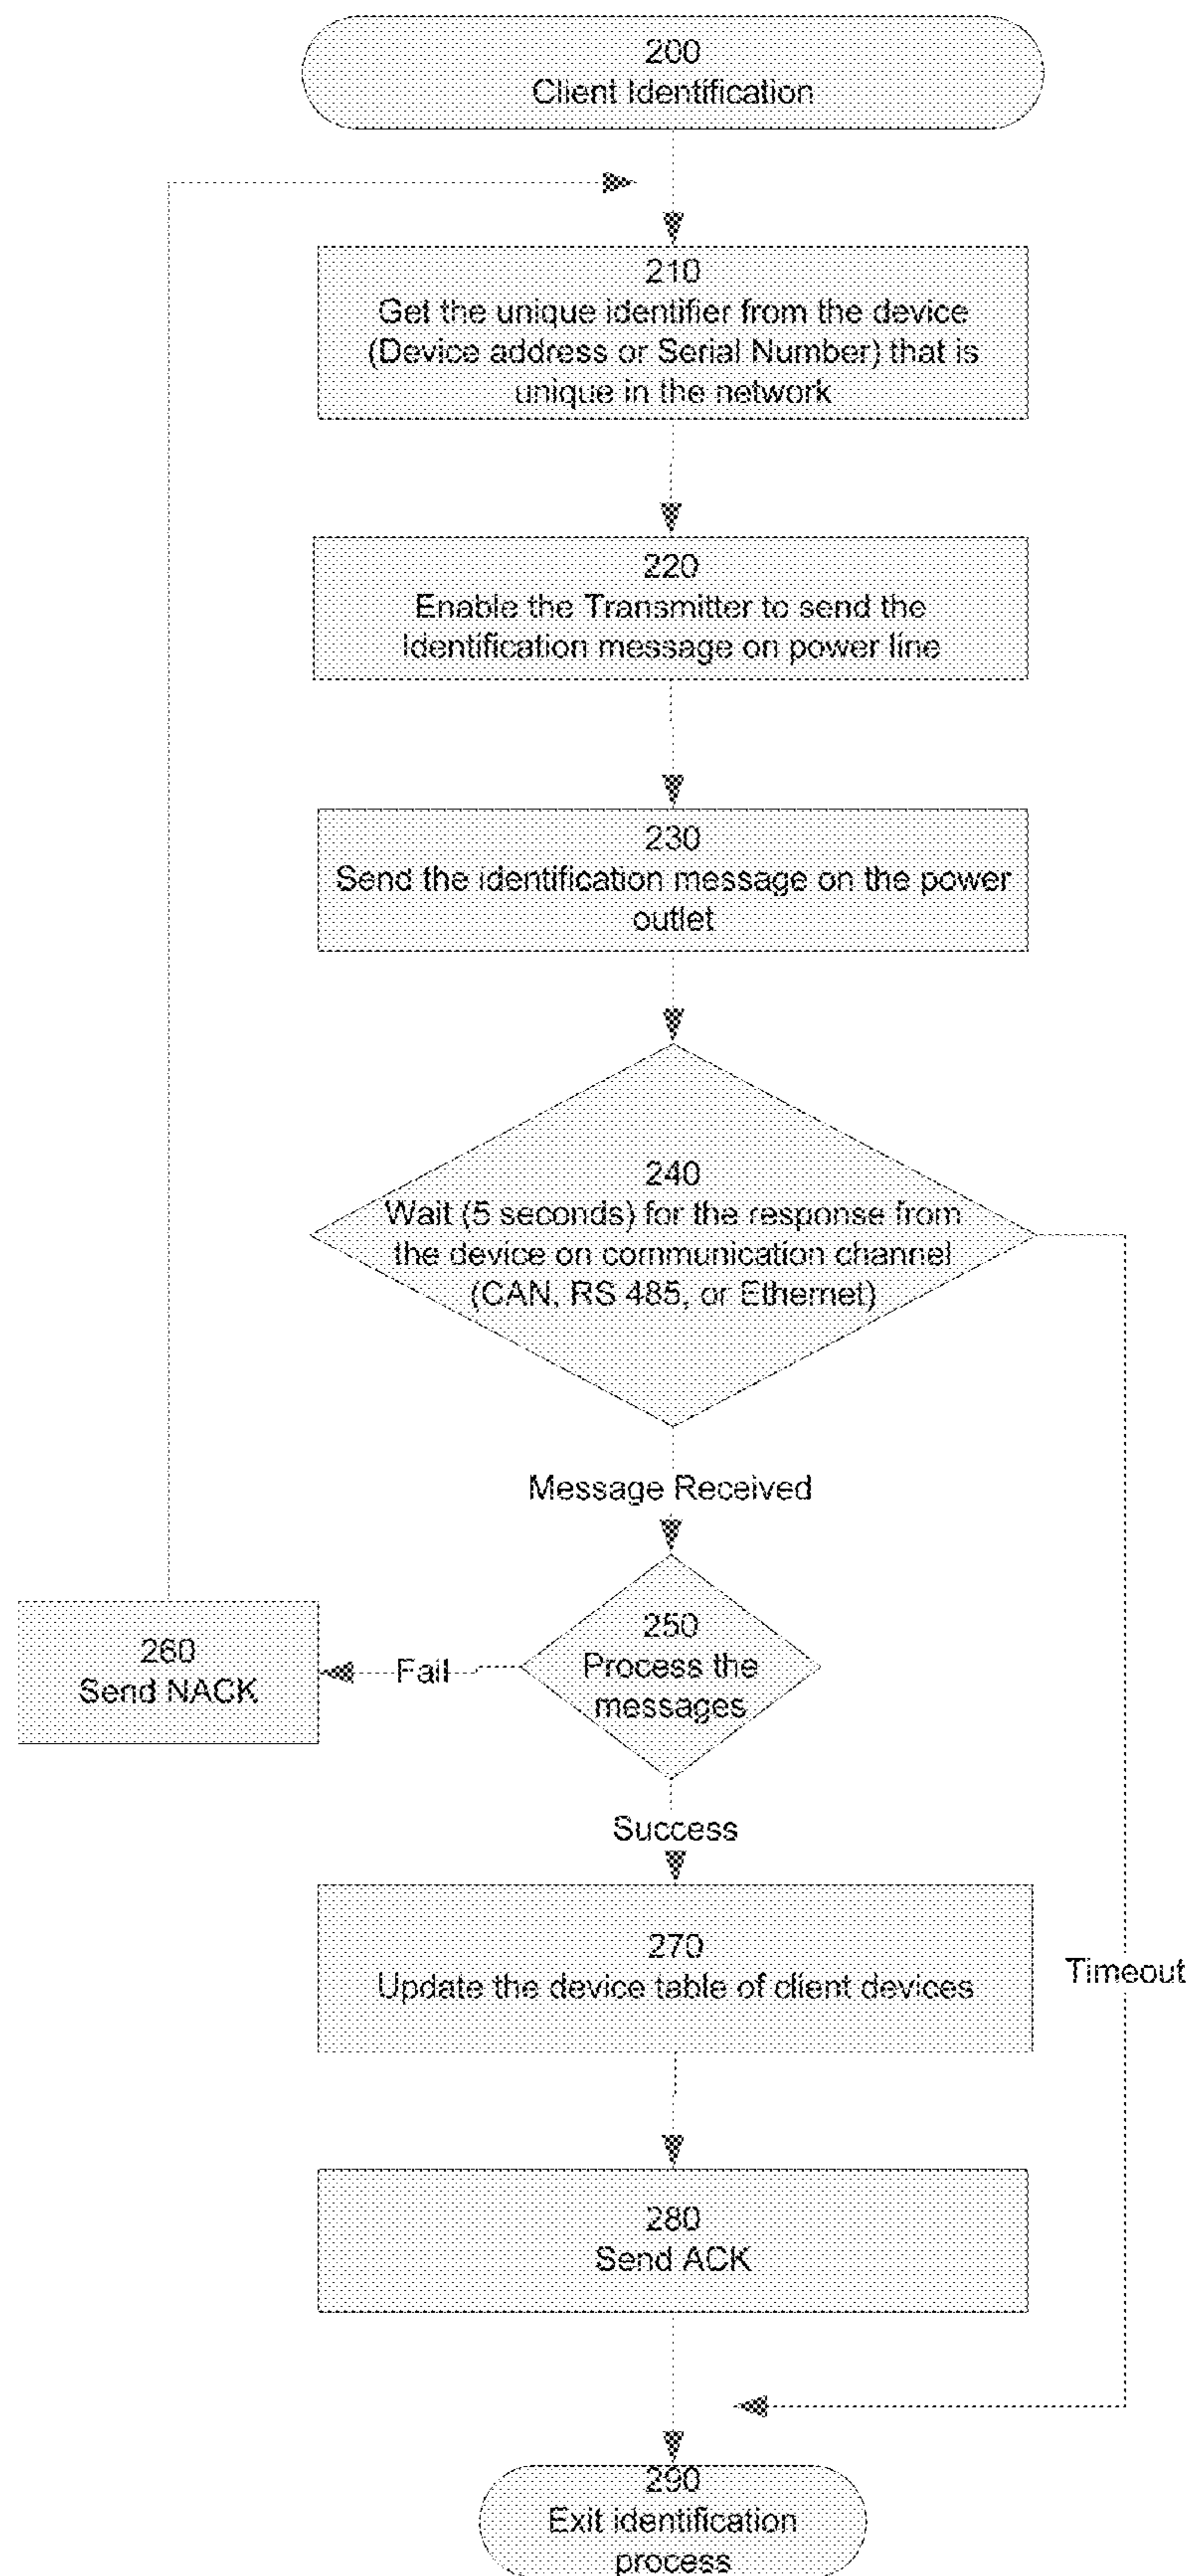 200
Client Identification
210
Get the unique identifier from the device
(Device address or Serial Number) that is
unique in the network
220
Enable the Transmitter to send the
Identification message on power line
230
Send the identification message on the power
outlet
240
Wait (5 seconds) for the response from
the device on communication channel
(CAN, RS 485, or Ethernet)
Message Received
250
Process the
messages
Fail
260
Send NACK
Success
270
Update the device table of client devices
Timeout
280
Send ACK
290
Exit identification
process